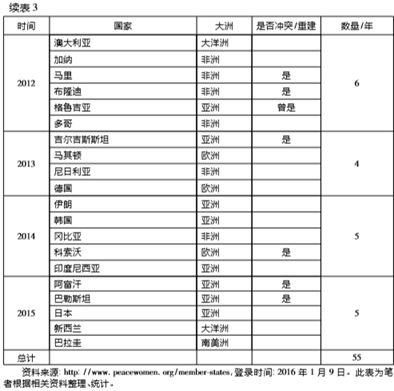 续表3
时间 国家 大洲 是否冲突/重建 数量/年
2012 澳大利亚 大洋洲 6
加纳 非洲
马里 非洲 是
布隆迪 非洲 是
格鲁吉亚 亚洲 曾是
多哥 非洲
2013 吉尔吉斯斯坦 亚洲 是 4
马其顿 欧洲
尼日利亚 非洲
德国 欧洲
2014 伊朗 亚洲 5
韩国 亚洲
冈比亚 非洲
科索沃 欧洲 是
印度尼西亚 亚洲
2015 阿富汗 亚洲 是 5
巴勒斯坦 亚洲 是
日本 亚洲
新西兰 大洋洲
巴拉圭 南美洲
总计 55
资料来源: http://www.peacewomen.org/member-states,登录时间: 2016年1月9日。此表为笔
者根据相关资料整理、统计。